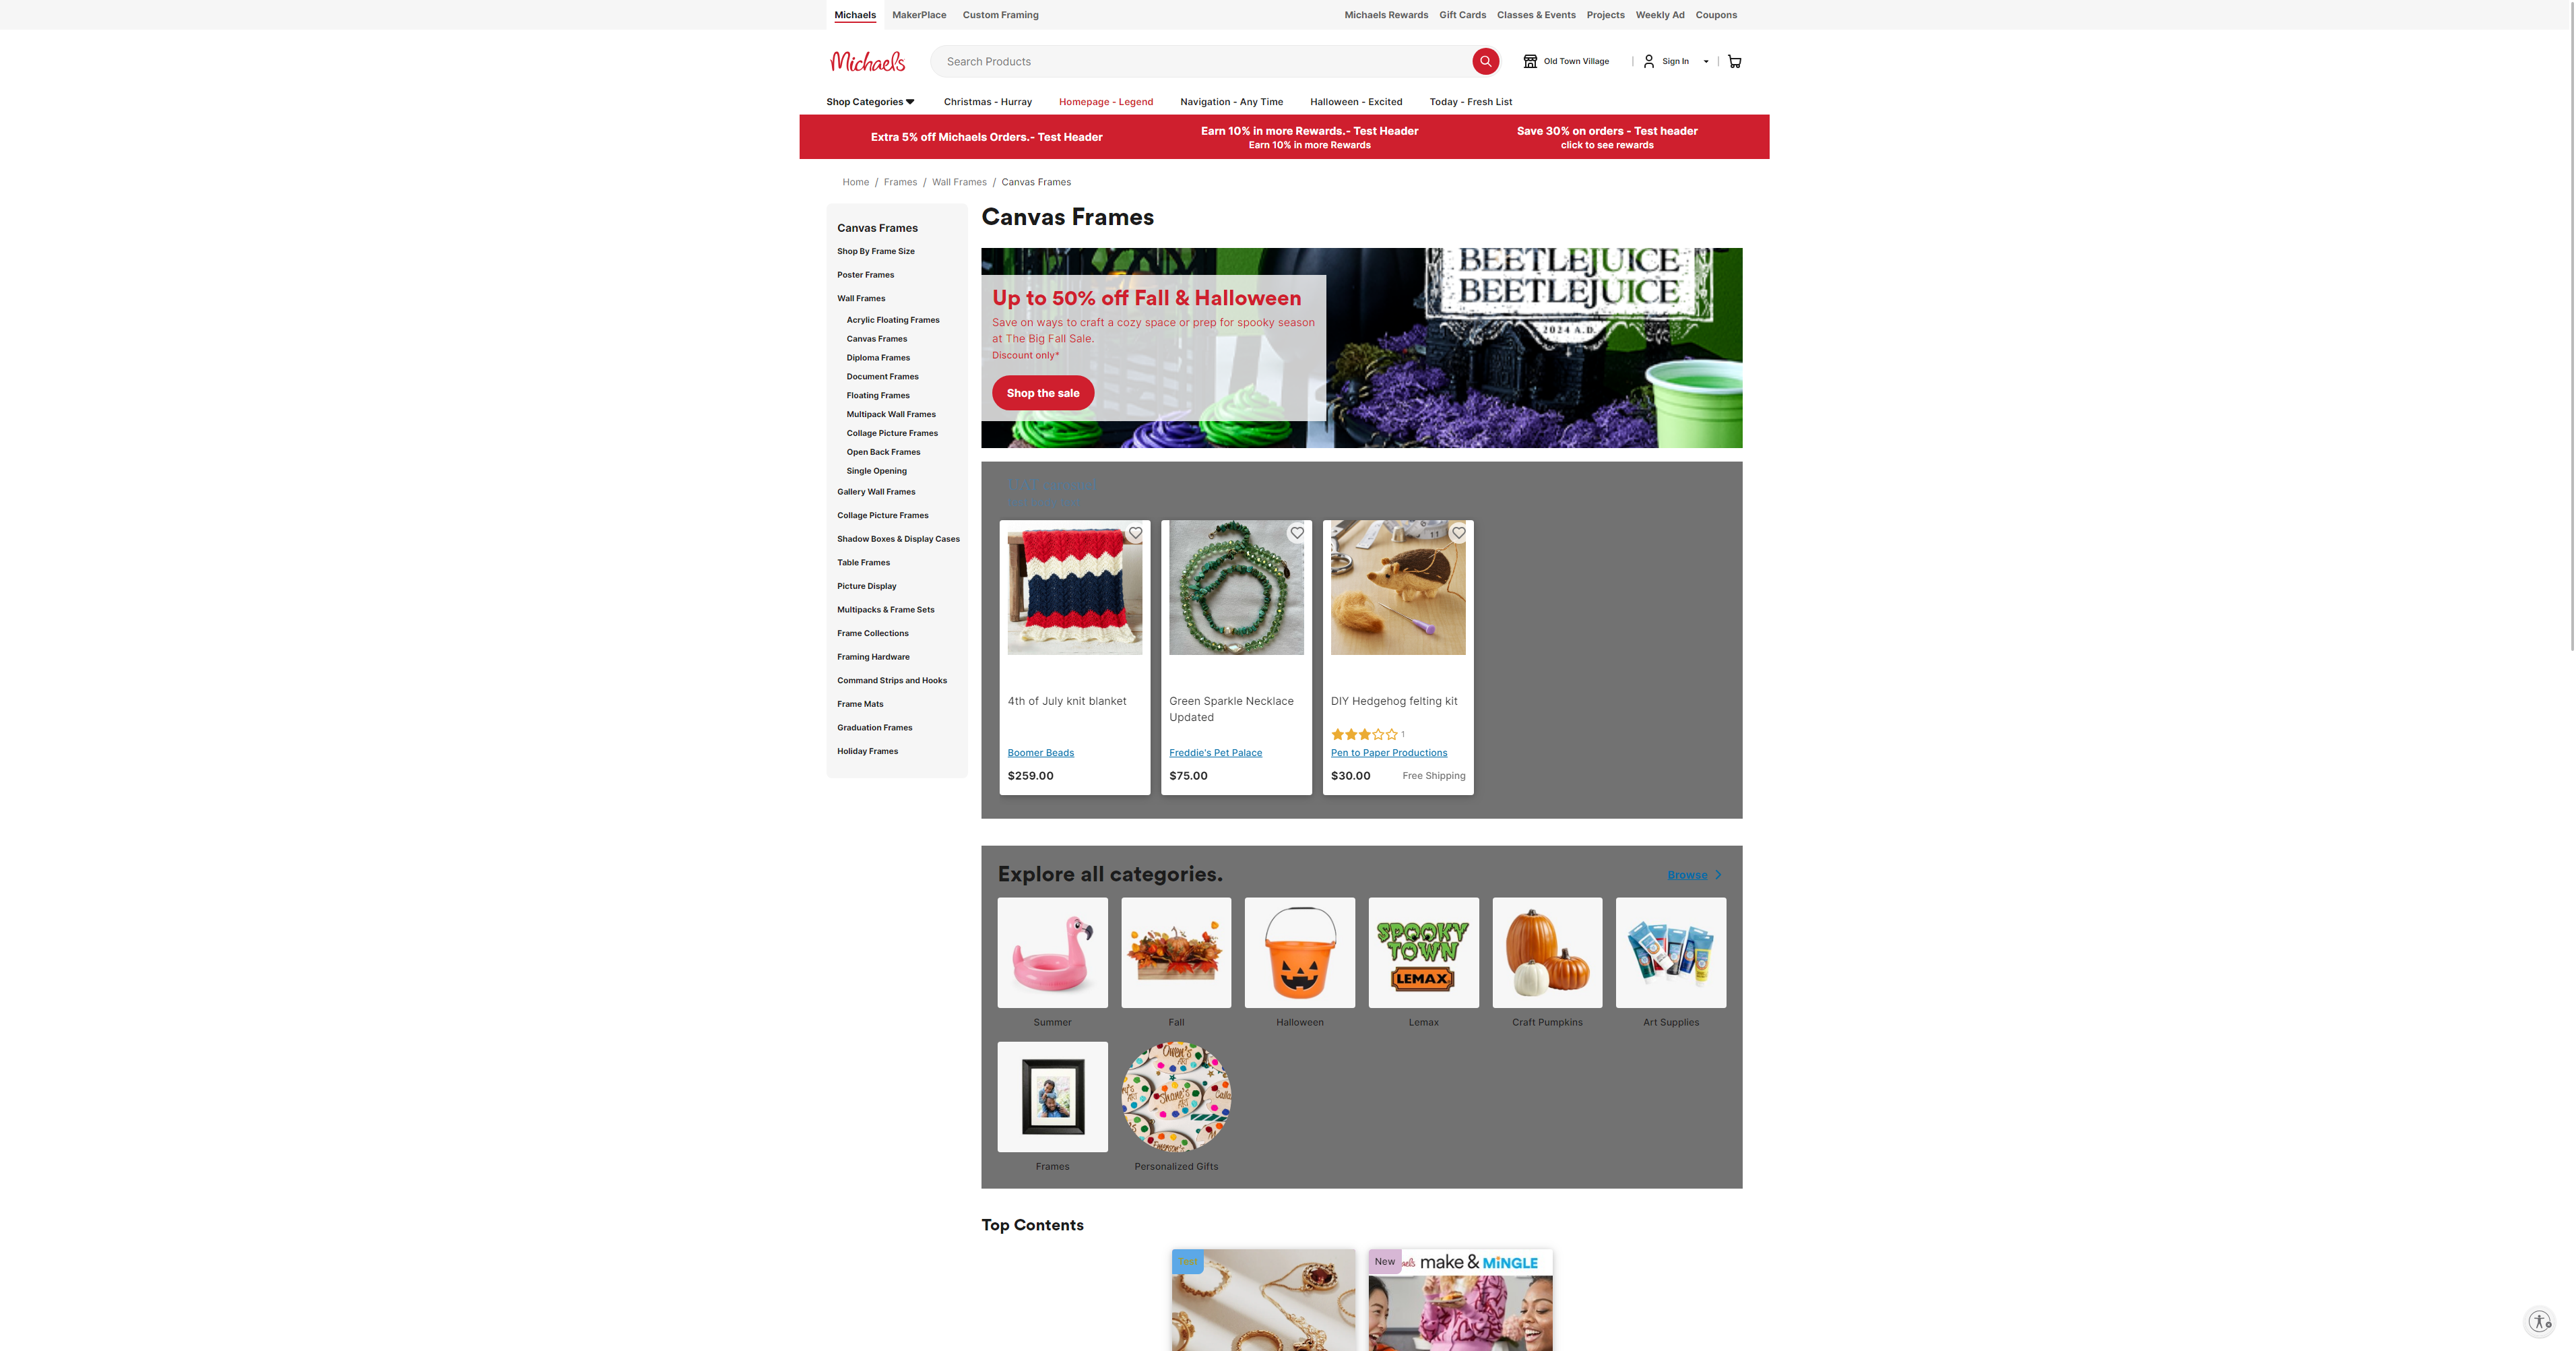 Michaels MakerPlace Custom Framing
Michaels Rewards Gift Cards Classes & Events Projects Weekly Ad Coupons
Michaels
Search Products
Old Town Village
Sign In
Shop Categories Christmas - Hurray Homepage - Legend Navigation - Any Time Halloween - Excited Today - Fresh List
Extra 5% off Michaels Orders.- Test Header
Earn 10% in more Rewards.- Test Header
Earn 10% in more Rewards
Save 30% on orders - Test header
click to see rewards
Home / Frames / Wall Frames / Canvas Frames
Canvas Frames
Shop By Frame Size
Poster Frames
Wall Frames
Acrylic Floating Frames
Canvas Frames
Diploma Frames
Document Frames
Floating Frames
Multipack Wall Frames
Collage Picture Frames
Open Back Frames
Single Opening
Gallery Wall Frames
Collage Picture Frames
Shadow Boxes & Display Cases
Table Frames
Picture Display
Multipacks & Frame Sets
Frame Collections
Framing Hardware
Command Strips and Hooks
Frame Mats
Graduation Frames
Holiday Frames
Canvas Frames
Up to 50% off Fall & Halloween
Save on ways to craft a cozy space or prep for spooky season
at The Big Fall Sale.
Discount only*
Shop the sale
BEETLEJUICE
BEETLEJUICE
2024 A.D.
4th of July knit blanket
Boomer Beads
$259.00
Green Sparkle Necklace
Updated
Freddie's Pet Palace
$75.00
11
DIY Hedgehog felting kit
1
Pen to Paper Productions
$30.00 Free Shipping
Explore all categories.
Browse
SPOOKY
TOWN
LEMAX
Summer Fall Halloween Lemax Craft Pumpkins Art Supplies
Owen's
ART
Shane's
ART
Frames Personalized Gifts
Top Contents
Test
New
make & MiNGLE